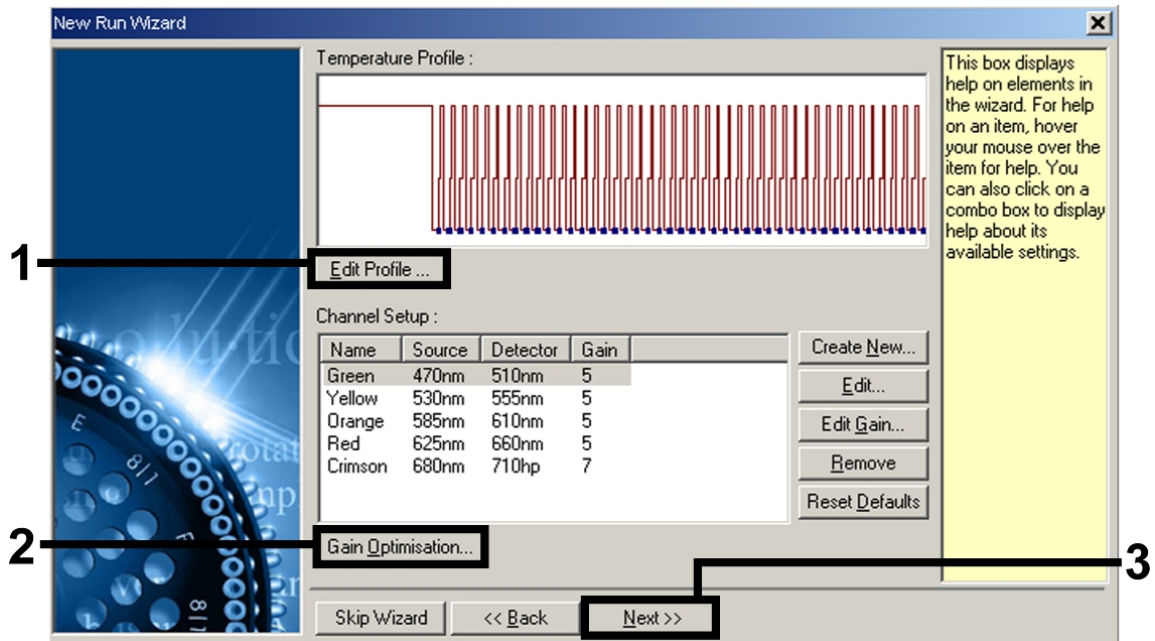 New Run Wizard
Temperature Profile :
This box displays
help on elements in
the wizard. For help
on an item, hover
your mouse over the
item for help. You
can also click on a
combo box to display
help about its
available settings.
1
Edit Profile ...
Channel Setup :
Name Source Detector Gain
Green 470nm 510nm 5
Yellow 530nm 555nm 5
Orange 585nm 610nm 5
Red 625nm 660nm 5
Crimson 680nm 710hp 7
Create New...
Edit...
Edit Gain...
Remove
Reset Defaults
2
Gain Optimisation...
3
Skip Wizard
<< Back
Next >>